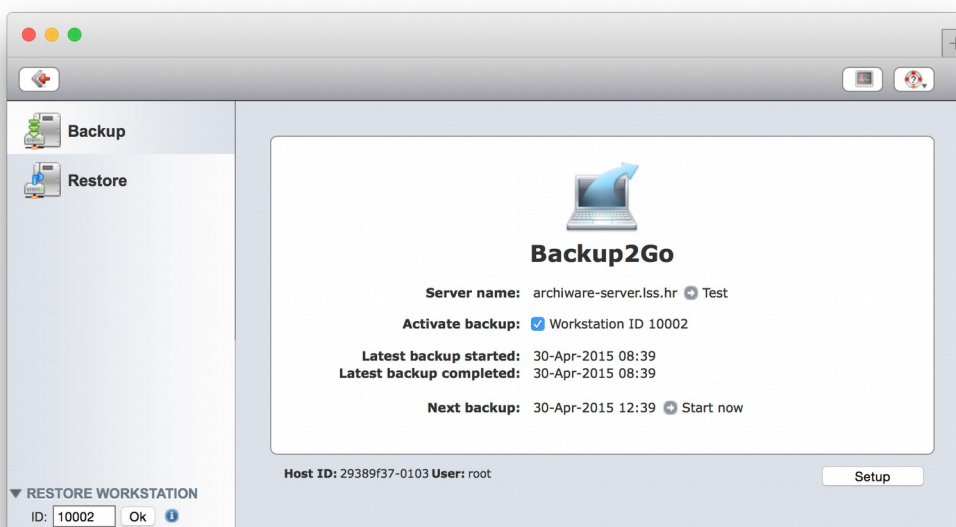 Backup
Restore
Backup2Go
Server name: archiware-server.lss.hr Test
Activate backup: Workstation ID 10002
Latest backup started: 30-Apr-2015 08:39
Latest backup completed: 30-Apr-2015 08:39
Next backup: 30-Apr-2015 12:39 Start now
Host ID: 29389f37-0103 User: root
Setup
RESTORE WORKSTATION
ID: 10002 Ok